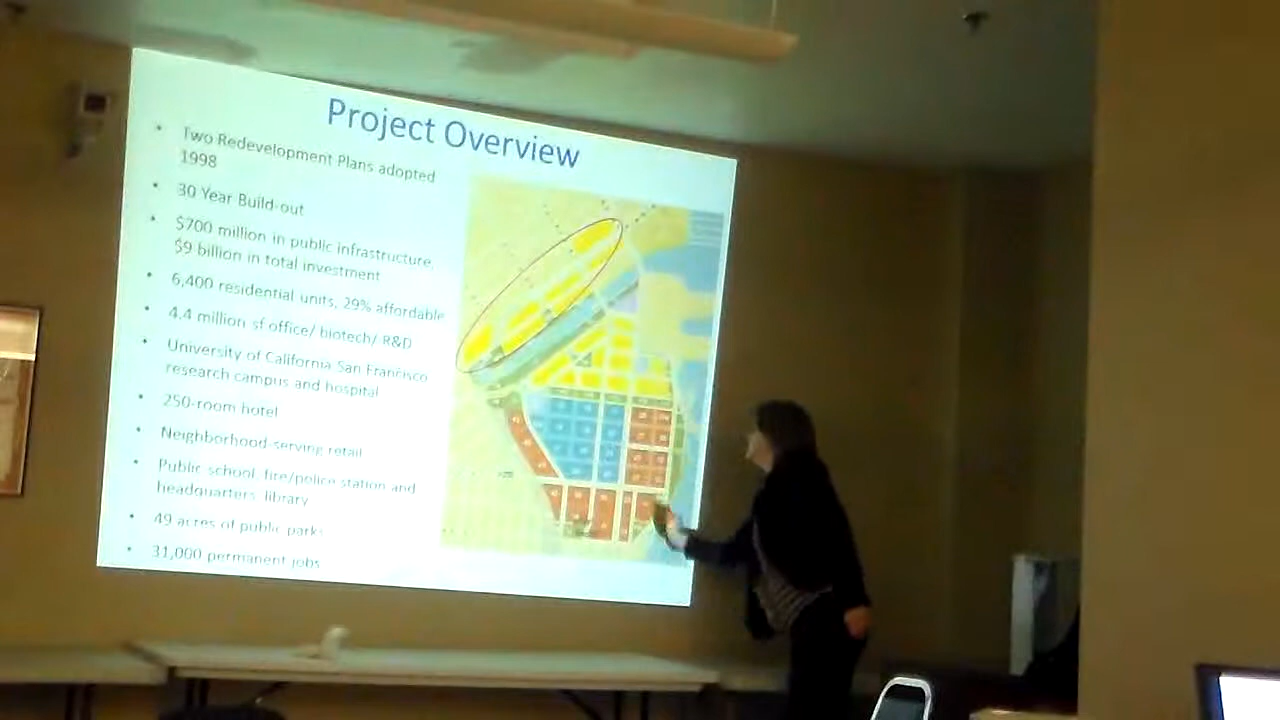 Project Overview
• Two Redevelopment Plans adopted
1998
• 30 Year Build-out
• $700 million in public infrastructure,
$9 billion in total investment
• 6,400 residential units, 29% affordable
• 4.4 million sf office/ biotech/ R&D
• University of California San Francisco
research campus and hospital
• 250-room hotel
• Neighborhood-serving retail
• Public school, fire/police station and
headquarters, library
• 49 acres of public parks
• 31,000 permanent jobs